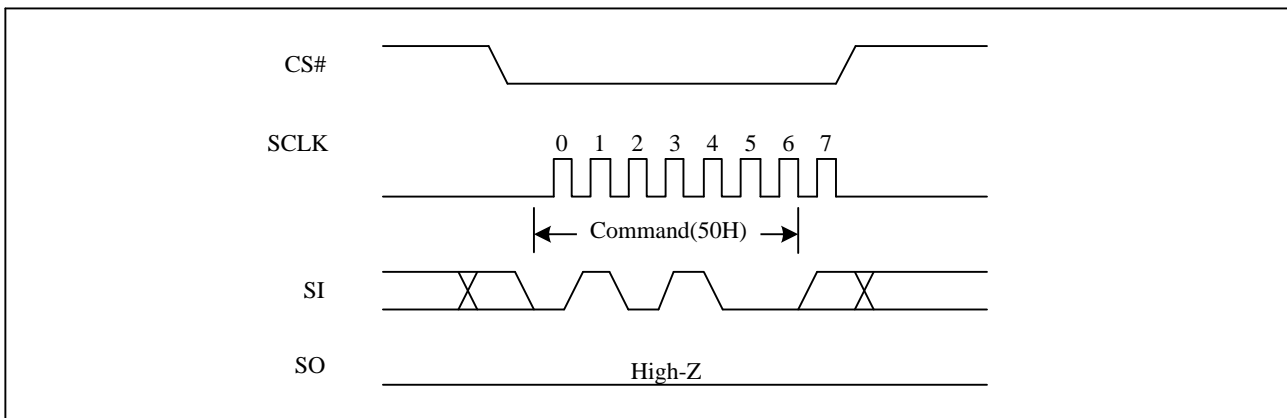 CS#
SCLK
0 1 2 3 4 5 6 7
Command(50H)
SI
SO
High-Z